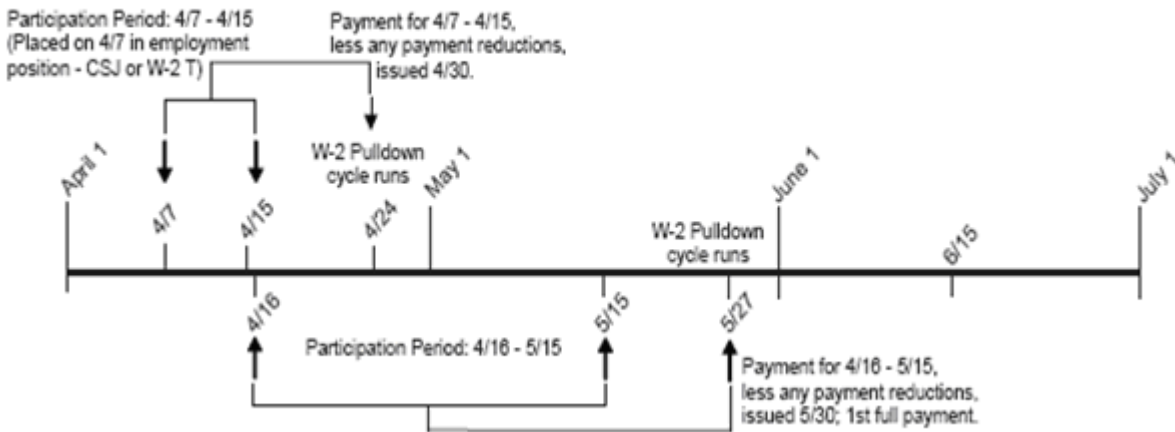 Participation Period: 4/7 - 4/15
(Placed on 4/7 in employment
position - CSJ or W-2 T)
Payment for 4/7 - 4/15,
less any payment reductions,
issued 4/30.
W-2 Pulldown
cycle runs
April 1
4/7
4/15
4/24
May 1
W-2 Pulldown
cycle runs
June 1
6/15
July 1
4/16
5/15
5/27
Participation Period: 4/16 - 5/15
Payment for 4/16 - 5/15,
less any payment reductions,
issued 5/30; 1st full payment.